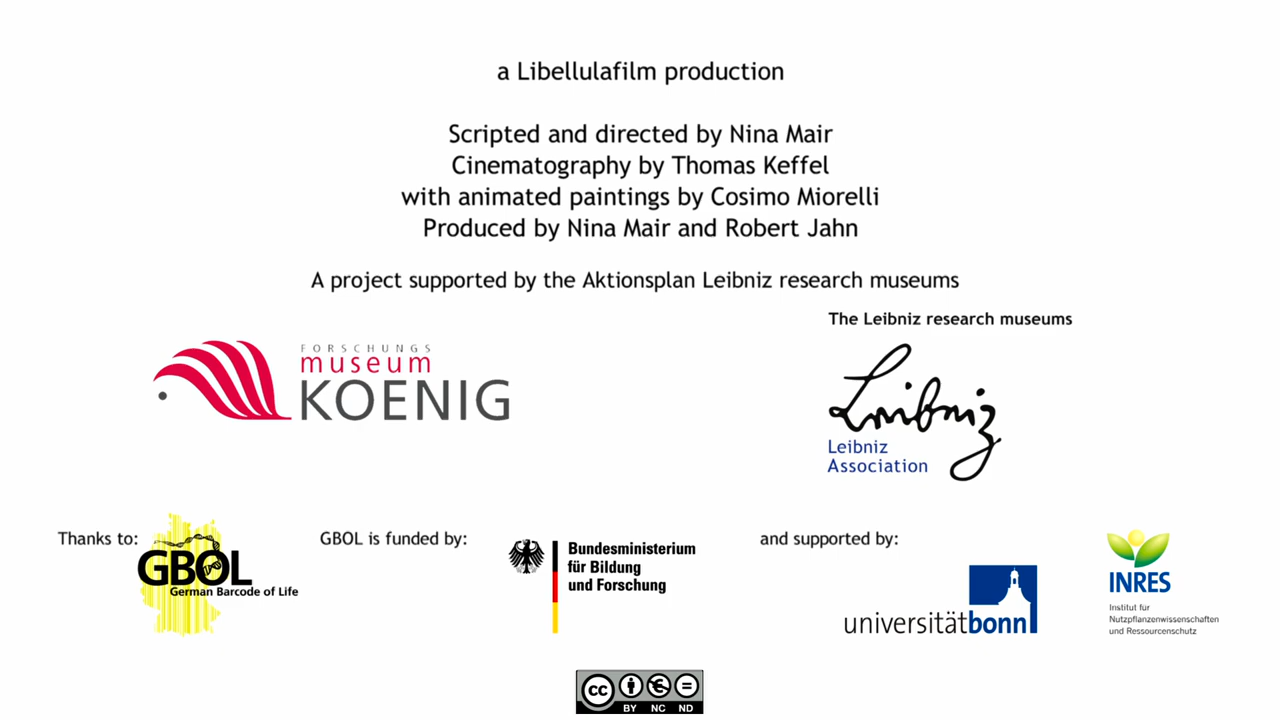 a Libellulafilm production
Scripted and directed by Nina Mair
Cinematography by Thomas Keffel
with animated paintings by Cosimo Miorelli
Produced by Nina Mair and Robert Jahn
A project supported by the Aktionsplan Leibniz research museums
The Leibniz research museums
FORSCHUNGS
museum
KOENIG
Leibniz
Leibniz
Association
Thanks to:
GBOL
German Barcode of Life
GBOL is funded by:
Bundesministerium
für Bildung
und Forschung
and supported by:
universitätbonn
INRES
Institut für
Nutzpflanzenwissenschaften
und Ressourcenschutz
cc
BY NC ND